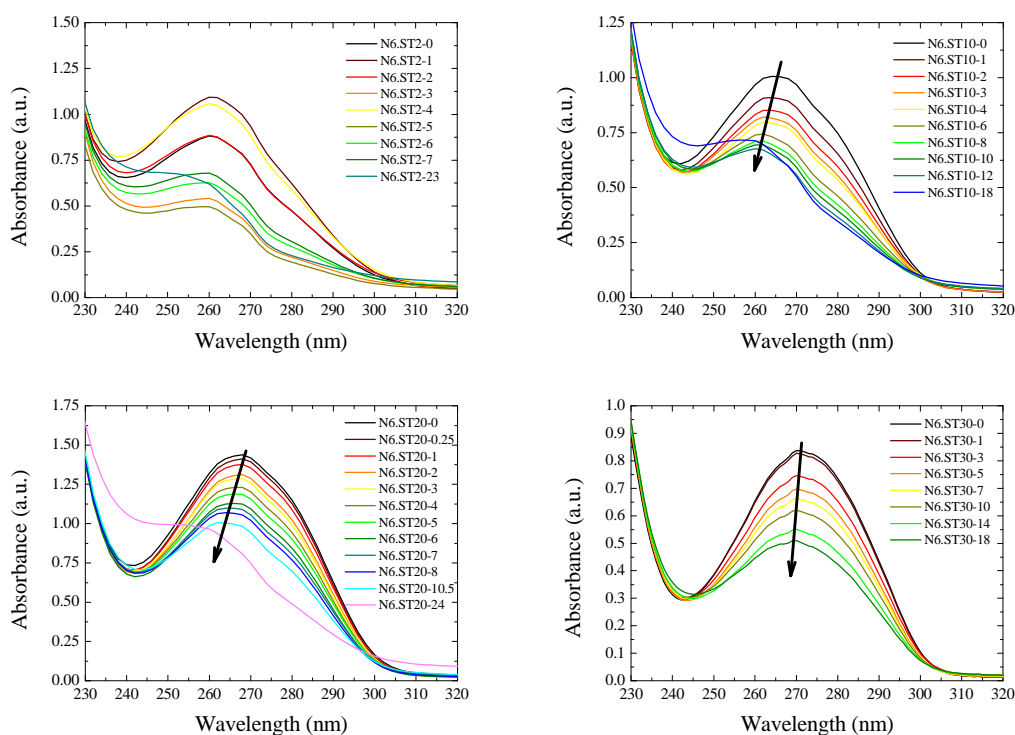 1.50
1.25
1.00
0.75
0.50
0.25
0.00
Absorbance (a.u.)
230 240 250 260 270 280 290 300 310 320
Wavelength (nm)
N6.ST2-0
N6.ST2-1
N6.ST2-2
N6.ST2-3
N6.ST2-4
N6.ST2-5
N6.ST2-6
N6.ST2-7
N6.ST2-23
1.25
1.00
0.75
0.50
0.25
0.00
Absorbance (a.u.)
230 240 250 260 270 280 290 300 310 320
Wavelength (nm)
N6.ST10-0
N6.ST10-1
N6.ST10-2
N6.ST10-3
N6.ST10-4
N6.ST10-6
N6.ST10-8
N6.ST10-10
N6.ST10-12
N6.ST10-18
1.75
1.50
1.25
1.00
0.75
0.50
0.25
0.00
Absorbance (a.u.)
230 240 250 260 270 280 290 300 310 320
Wavelength (nm)
N6.ST20-0
N6.ST20-0.25
N6.ST20-1
N6.ST20-2
N6.ST20-3
N6.ST20-4
N6.ST20-5
N6.ST20-6
N6.ST20-7
N6.ST20-8
N6.ST20-10.5
N6.ST20-24
0.9
1.0
0.8
0.7
0.6
0.5
0.4
0.3
0.2
0.1
0.0
Absorbance (a.u.)
230 240 250 260 270 280 290 300 310 320
Wavelength (nm)
N6.ST30-0
N6.ST30-1
N6.ST30-3
N6.ST30-5
N6.ST30-7
N6.ST30-10
N6.ST30-14
N6.ST30-18